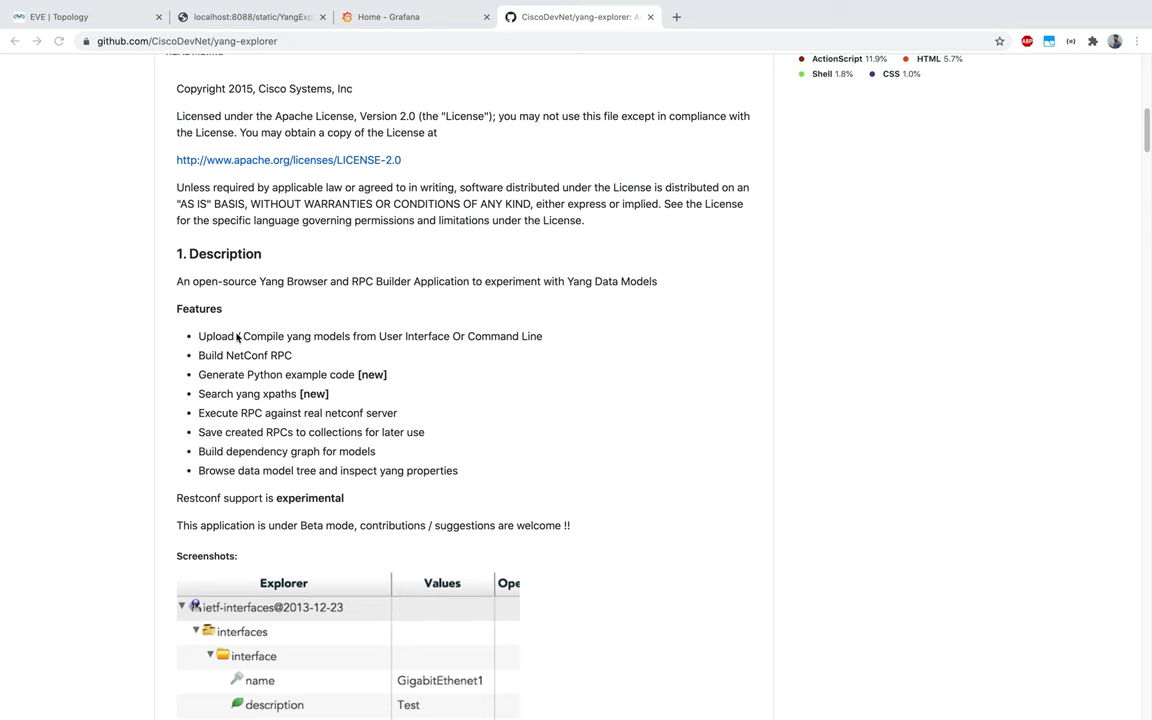 EVE | Topology
localhost:8088/static/YangExp
Home - Grafana
CiscoDevNet/yang-explorer: A
github.com/CiscoDevNet/yang-explorer
ABP
ActionScript 11.9%
HTML 5.7%
Shell 1.8%
CSS 1.0%
Copyright 2015, Cisco Systems, Inc
Licensed under the Apache License, Version 2.0 (the "License"); you may not use this file except in compliance with
the License. You may obtain a copy of the License at
http://www.apache.org/licenses/LICENSE-2.0
Unless required by applicable law or agreed to in writing, software distributed under the License is distributed on an
"AS IS" BASIS, WITHOUT WARRANTIES OR CONDITIONS OF ANY KIND, either express or implied. See the License
for the specific language governing permissions and limitations under the License.
1. Description
An open-source Yang Browser and RPC Builder Application to experiment with Yang Data Models
Features
• Upload / Compile yang models from User Interface Or Command Line
• Build NetConf RPC
• Generate Python example code [new]
• Search yang xpaths [new]
• Execute RPC against real netconf server
• Save created RPCs to collections for later use
• Build dependency graph for models
• Browse data model tree and inspect yang properties
Restconf support is experimental
This application is under Beta mode, contributions / suggestions are welcome !!
Screenshots:
Explorer Values Ope
ietf-interfaces@2013-12-23
interfaces
interface
name GigabitEthenet1
description Test